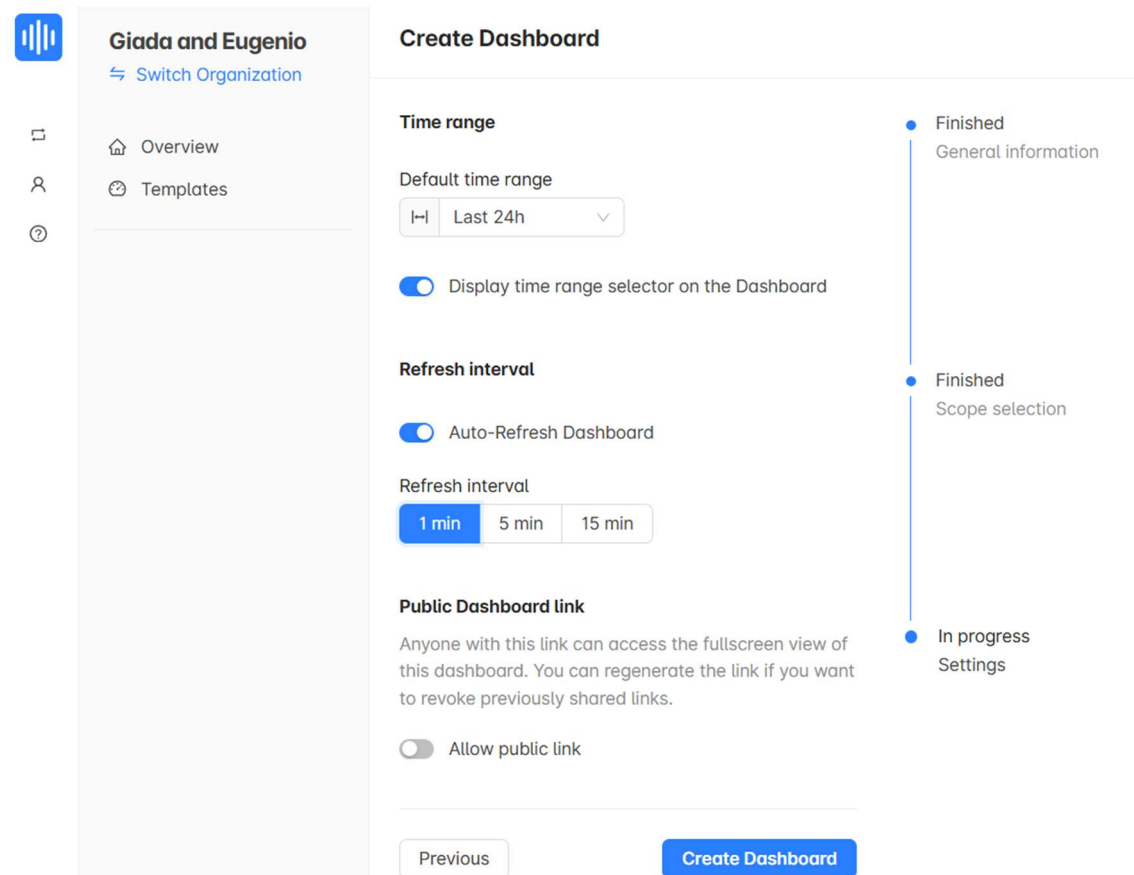 Giada and Eugenio
Switch Organization
Overview
Templates
Create Dashboard
Time range
Default time range
Last 24h
Display time range selector on the Dashboard
Refresh interval
Auto-Refresh Dashboard
Refresh interval
1 min 5 min 15 min
Public Dashboard link
Anyone with this link can access the fullscreen view of
this dashboard. You can regenerate the link if you want
to revoke previously shared links.
Allow public link
Previous Create Dashboard
Finished
General information
Finished
Scope selection
In progress
Settings